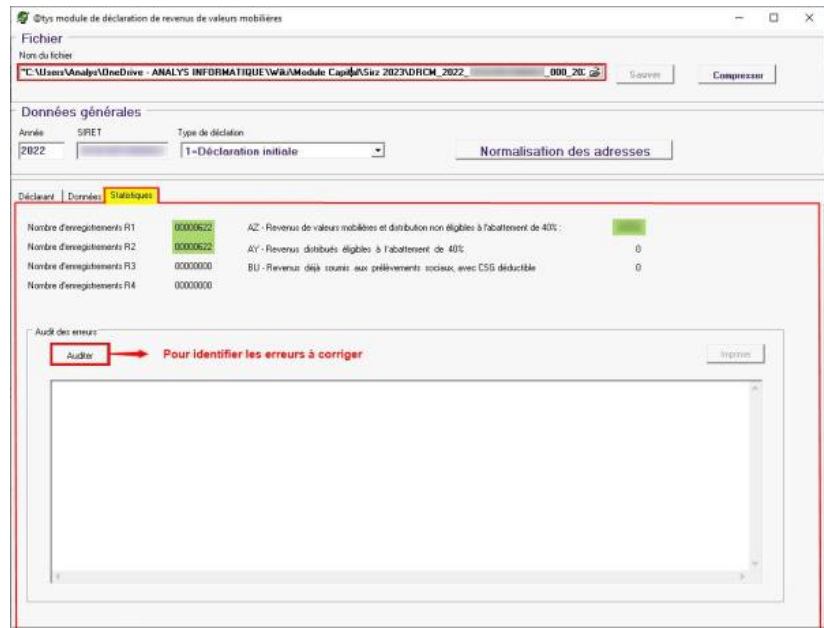 @tys module de déclaration de revenus de valeurs mobilières
Fichier
Nom du fichier
"C:\Users\Analys\OneDrive - ANALYS INFORMATIQUE\Wiki\Module Capital\Sirz 2023\DRCM_2022_ _000_202
Sauver
Compresser
Données générales
Année SIRET Type de déclation
2022 1-Déclaration initiale Normalisation des adresses
Déclarant Données Statistiques
Nombre d'enregistrements R1 00000622 AZ - Revenus de valeurs mobilières et distribution non éligibles à l'abattement de 40% :
Nombre d'enregistrements R2 00000622 AY - Revenus distribués éligibles à l'abattement de 40% 0
Nombre d'enregistrements R3 00000000 BU - Revenus déjà soumis aux prélèvements sociaux, avec CSG déductible 0
Nombre d'enregistrements R4 00000000
Audit des erreurs
Auditer Pour identifier les erreurs à corriger Imprimer